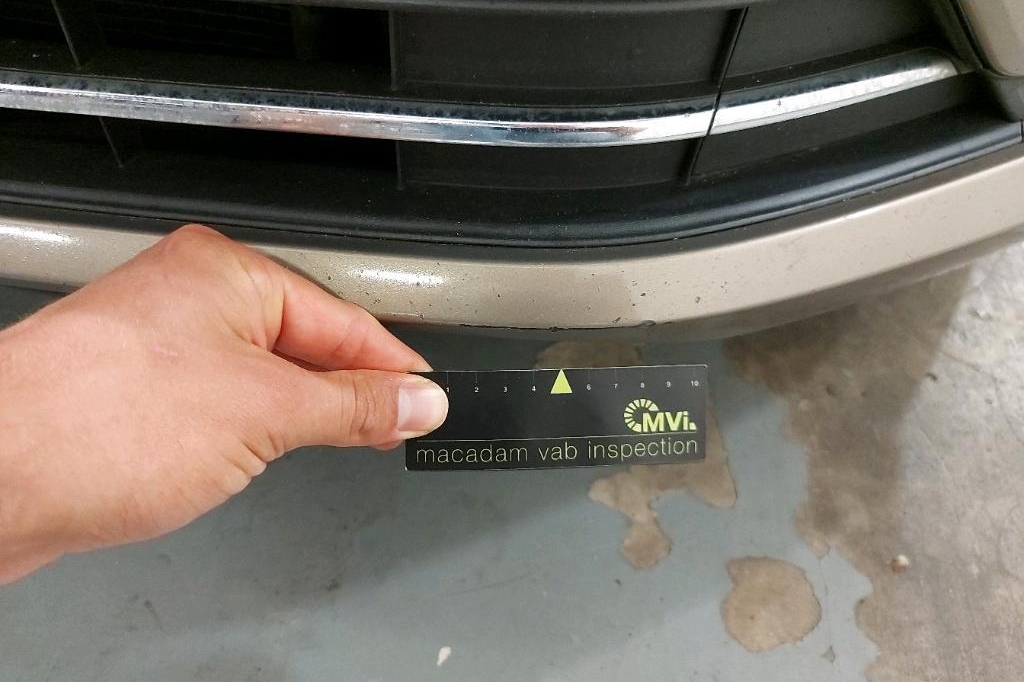 1 2 3 4 6 7 8 9 10
MVi.
macadam vab inspection